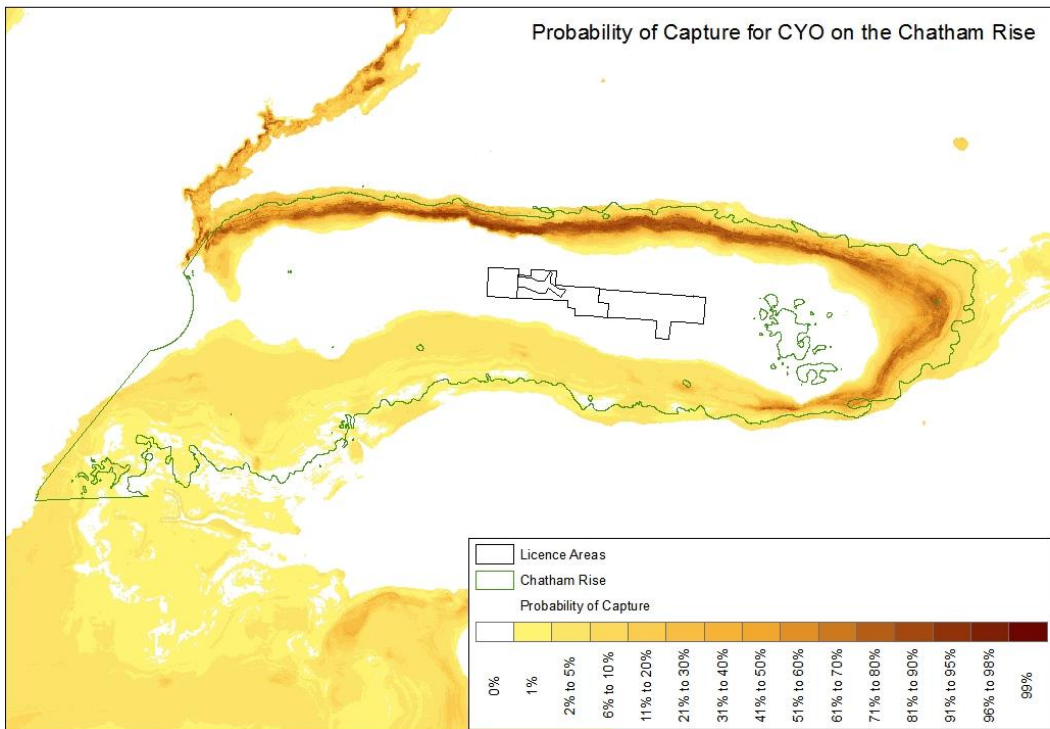 Probability of Capture for CYO on the Chatham Rise
Licence Areas
Chatham Rise
Probability of Capture
0%
1%
2% to 5%
6% to 10%
11% to 20%
21% to 30%
31% to 40%
41% to 50%
51% to 60%
61% to 70%
71% to 80%
81% to 90%
91% to 95%
96% to 98%
99%